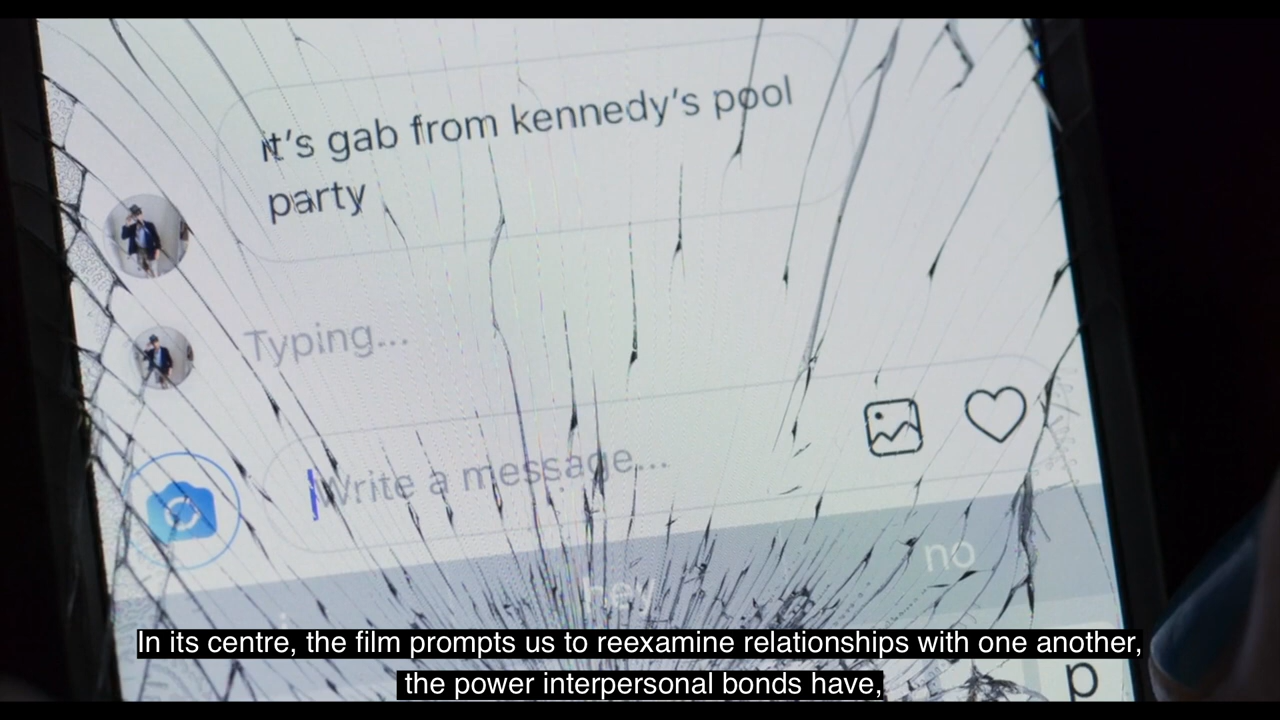 it's gab from kennedy's pool
party
Typing...
Write a message...
no
hey
In its centre, the film prompts us to reexamine relationships with one another,
the power interpersonal bonds have,
p